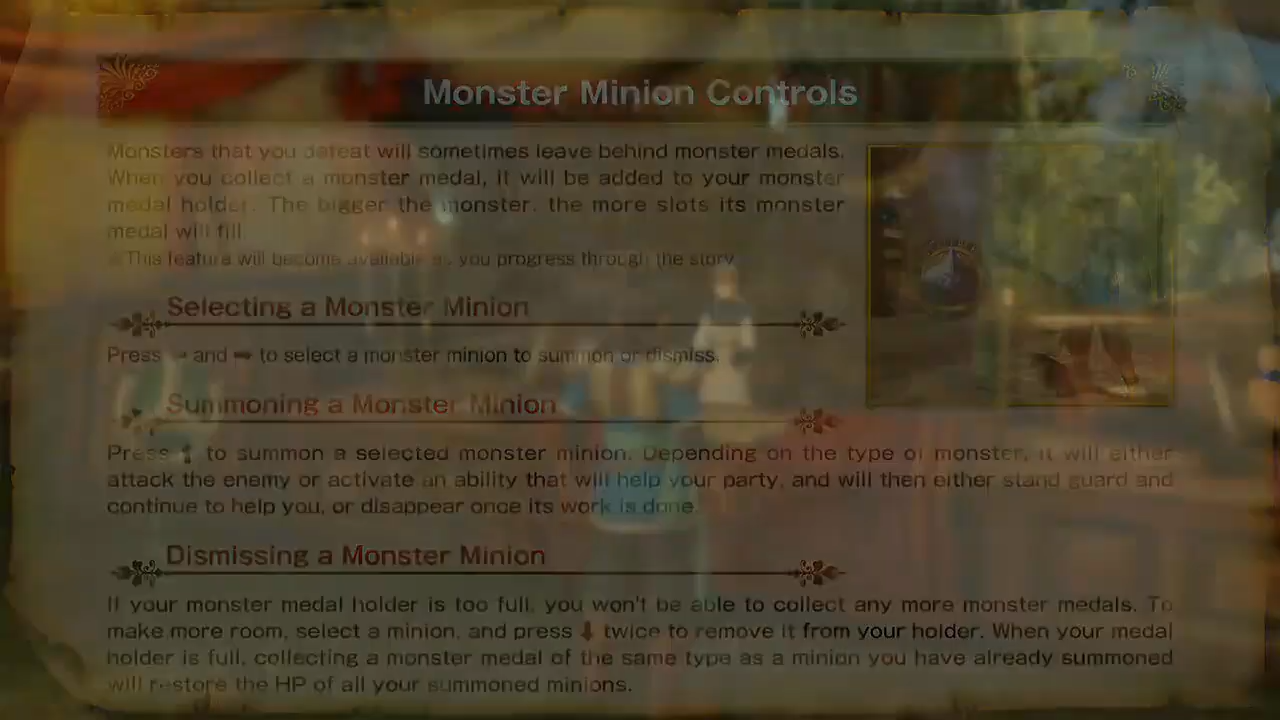 Monster Minion Controls
Monsters that you defeat will sometimes leave behind monster medals.
When you collect a monster medal, it will be added to your monster
medal holder. The bigger the monster, the more slots its monster
medal will fill.
※This feature will become available as you progress through the story.
Selecting a Monster Minion
Press ⬅ and ➡ to select a monster minion to summon or dismiss.
Summoning a Monster Minion
Press ⬆ to summon a selected monster minion. Depending on the type of monster, it will either
attack the enemy or activate an ability that will help your party, and will then either stand guard and
continue to help you, or disappear once its work is done.
Dismissing a Monster Minion
If your monster medal holder is too full, you won't be able to collect any more monster medals. To
make more room, select a minion, and press ⬇ twice to remove it from your holder. When your medal
holder is full, collecting a monster medal of the same type as a minion you have already summoned
will restore the HP of all your summoned minions.